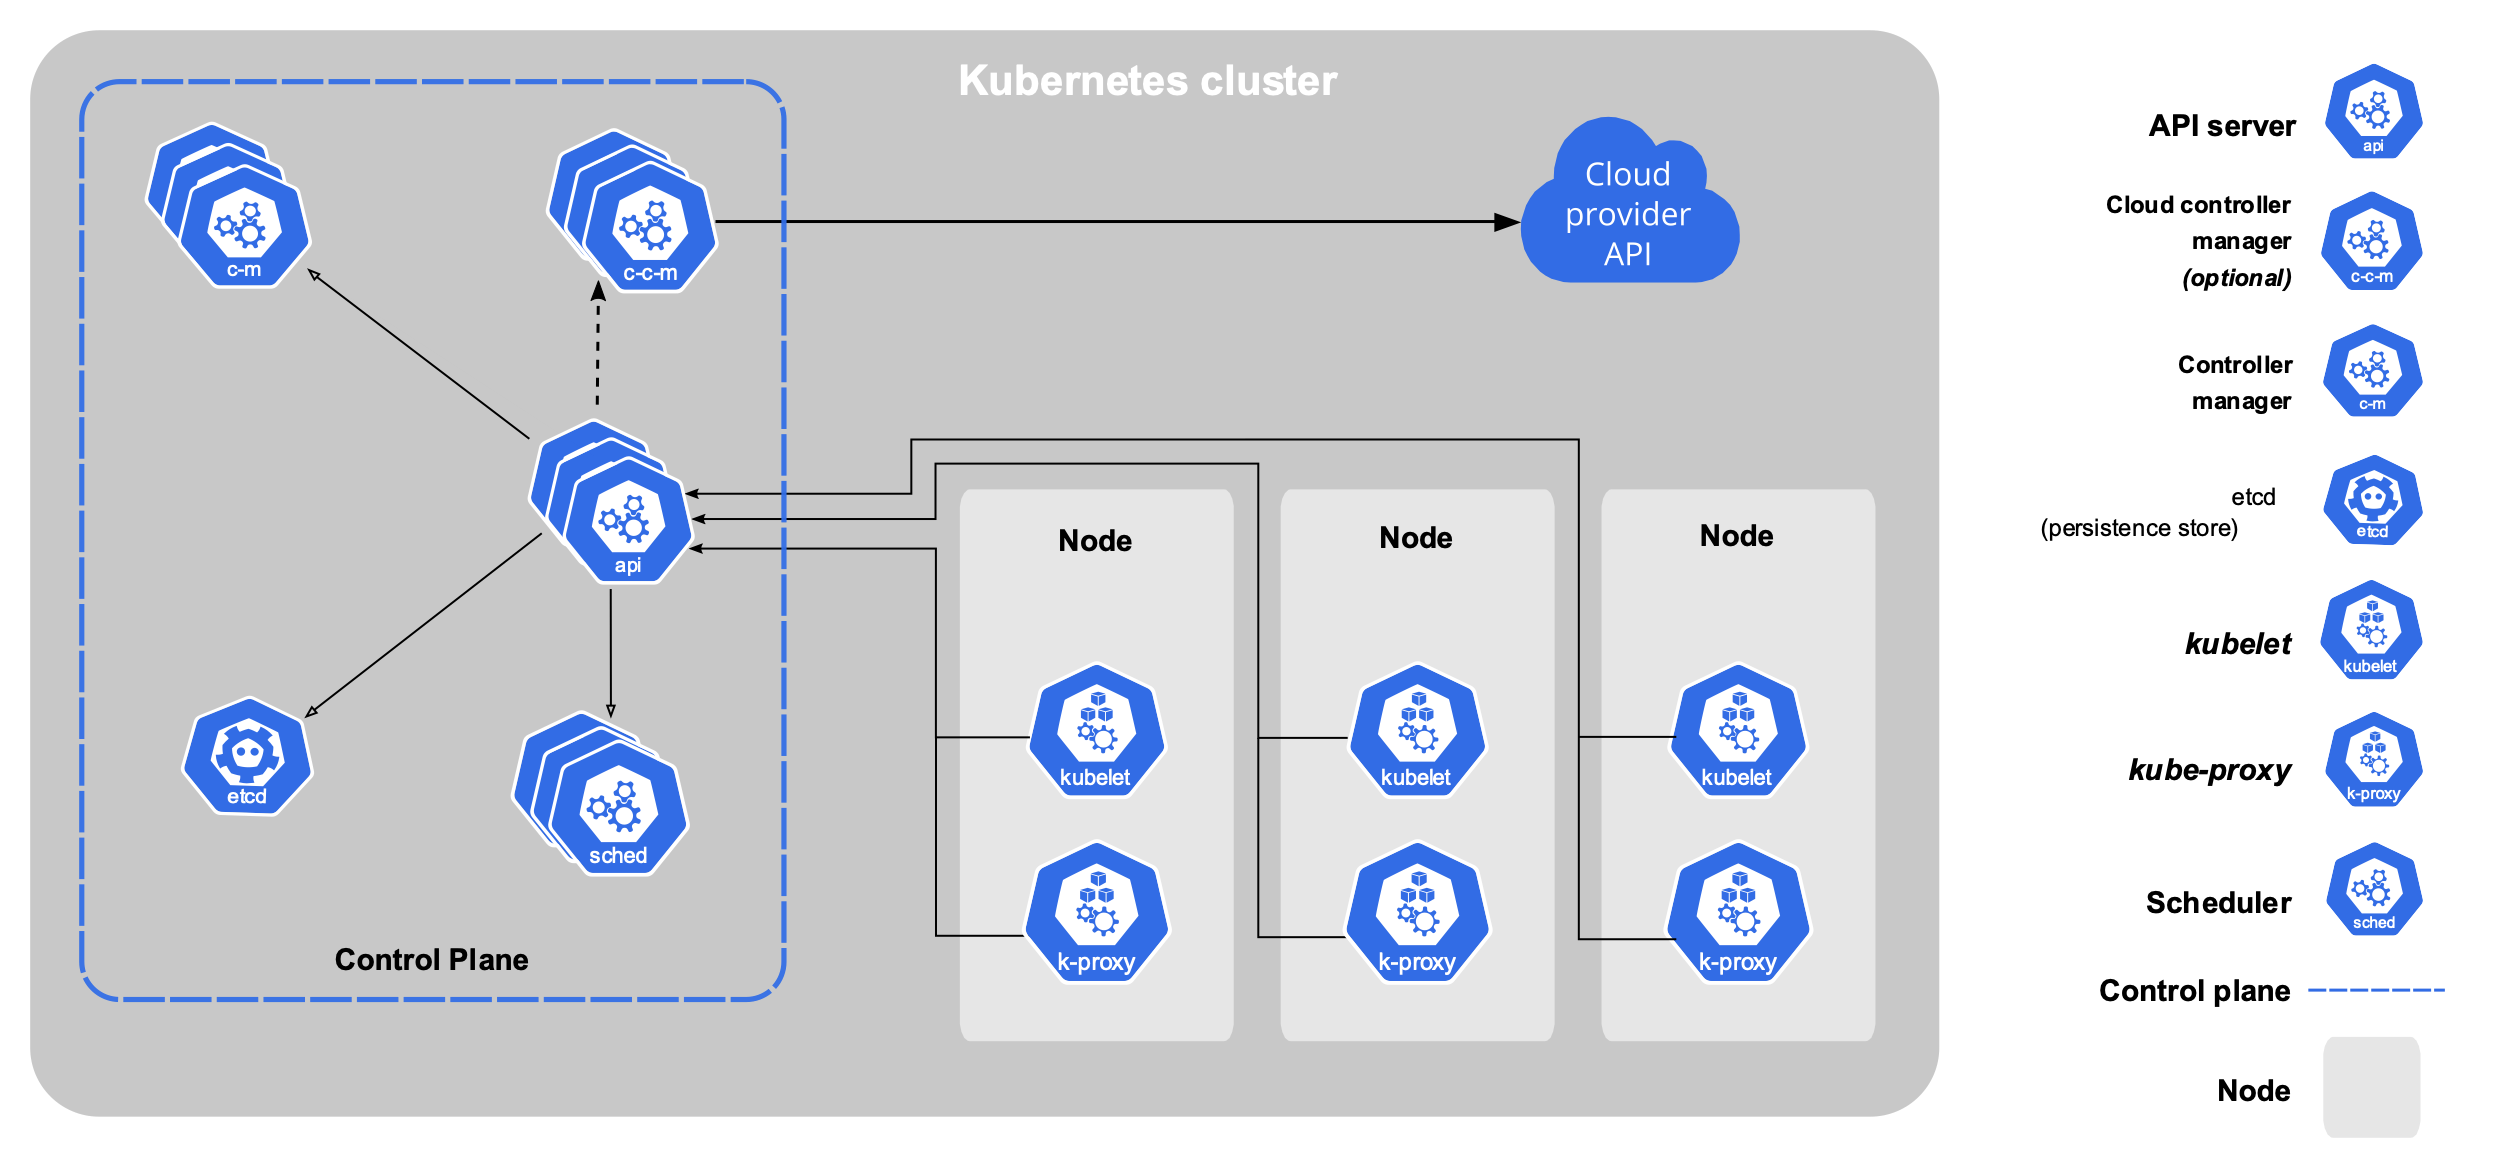 Kubernetes cluster
c-m
c-c-m
Cloud
provider
API
api
etcd
sched
Control Plane
Node
kubelet
k-proxy
Node
kubelet
k-proxy
Node
kubelet
k-proxy
API server
api
Cloud controller
manager
(optional)
c-c-m
Controller
manager
c-m
etcd
(persistence store)
etcd
kubelet
kubelet
kube-proxy
k-proxy
Scheduler
sched
Control plane
Node